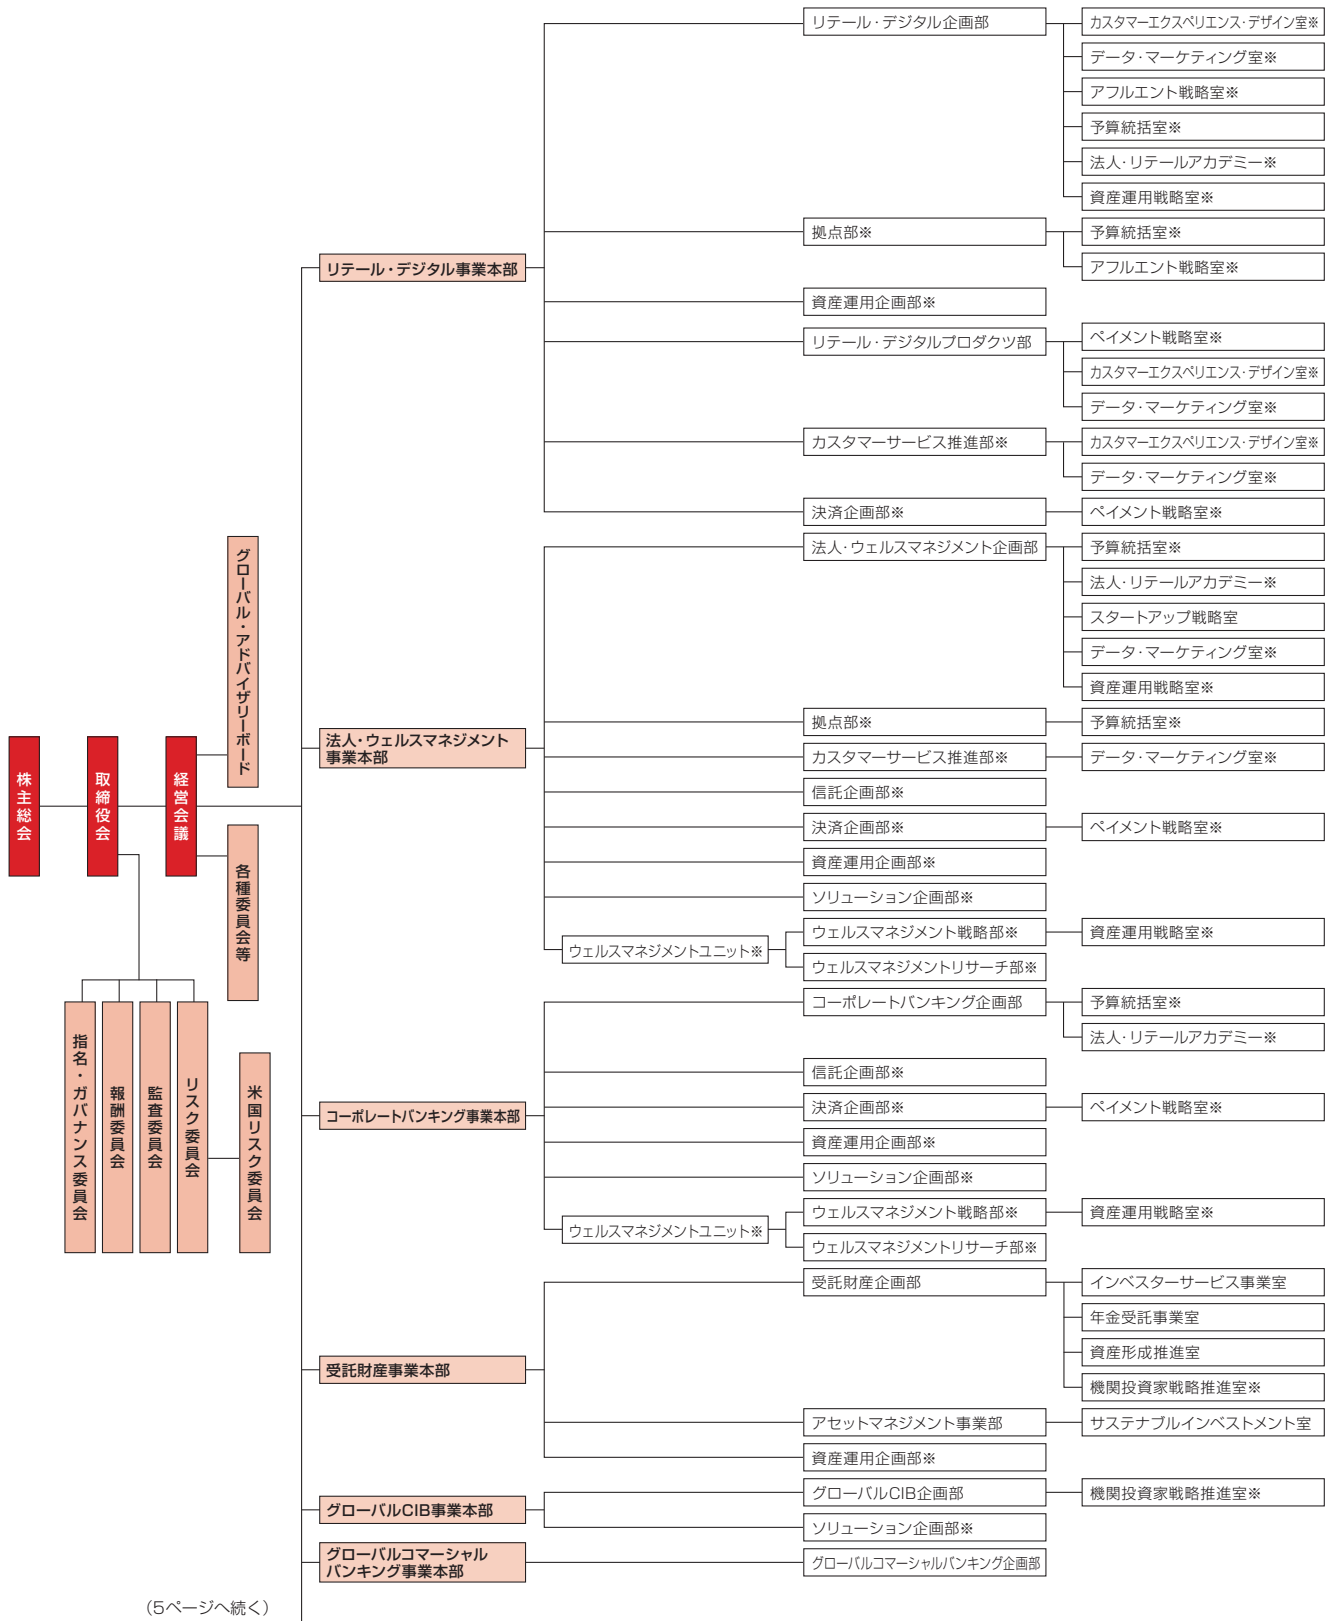 株主総会
取締役会
経営会議
グローバル・アドバイザリーボード
各種委員会等
指名・ガバナンス委員会
報酬委員会
監査委員会
リスク委員会
米国リスク委員会
リテール・デジタル事業本部
リテール・デジタル企画部
カスタマーエクスペリエンス・デザイン室※
データ・マーケティング室※
アフルエント戦略室※
予算統括室※
法人・リテールアカデミー※
資産運用戦略室※
拠点部※
予算統括室※
アフルエント戦略室※
資産運用企画部※
リテール・デジタルプロダクツ部
ペイメント戦略室※
カスタマーエクスペリエンス・デザイン室※
データ・マーケティング室※
カスタマーサービス推進部※
カスタマーエクスペリエンス・デザイン室※
データ・マーケティング室※
決済企画部※
ペイメント戦略室※
法人・ウェルスマネジメント
事業本部
法人・ウェルスマネジメント企画部
予算統括室※
法人・リテールアカデミー※
スタートアップ戦略室
データ・マーケティング室※
資産運用戦略室※
拠点部※
予算統括室※
カスタマーサービス推進部※
データ・マーケティング室※
信託企画部※
決済企画部※
ペイメント戦略室※
資産運用企画部※
ソリューション企画部※
ウェルスマネジメントユニット※
ウェルスマネジメント戦略部※
資産運用戦略室※
ウェルスマネジメントリサーチ部※
コーポレートバンキング事業本部
コーポレートバンキング企画部
予算統括室※
法人・リテールアカデミー※
信託企画部※
決済企画部※
ペイメント戦略室※
資産運用企画部※
ソリューション企画部※
ウェルスマネジメントユニット※
ウェルスマネジメント戦略部※
資産運用戦略室※
ウェルスマネジメントリサーチ部※
受託財産事業本部
受託財産企画部
インベスターサービス事業室
年金受託事業室
資産形成推進室
機関投資家戦略推進室※
アセットマネジメント事業部
サステナブルインベストメント室
資産運用企画部※
グローバルCIB事業本部
グローバルCIB企画部
機関投資家戦略推進室※
ソリューション企画部※
グローバルコマーシャル
バンキング事業本部
グローバルコマーシャルバンキング企画部
（5ページへ続く）